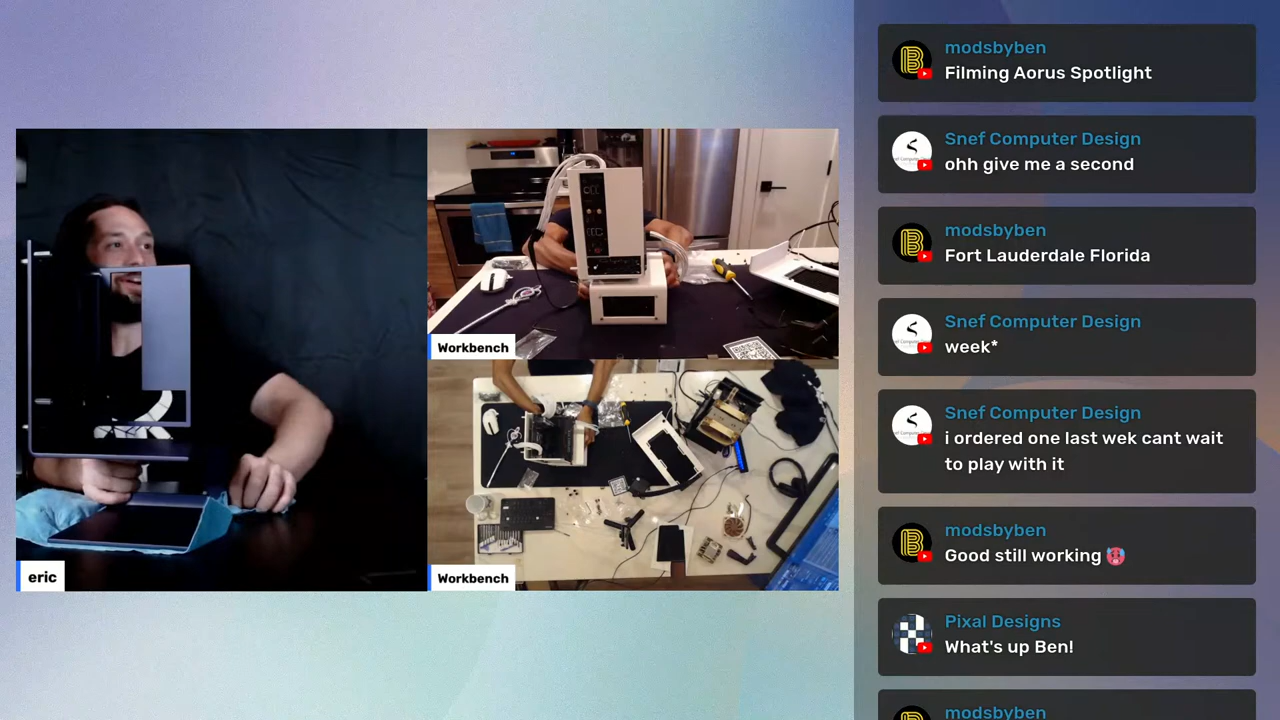 eric
Workbench
Workbench
modsbyben
Filming Aorus Spotlight
Snef Computer Design
ohh give me a second
modsbyben
Fort Lauderdale Florida
Snef Computer Design
week*
Snef Computer Design
i ordered one last wek cant wait
to play with it
modsbyben
Good still working 🥵
Pixal Designs
What's up Ben!
modsbyben